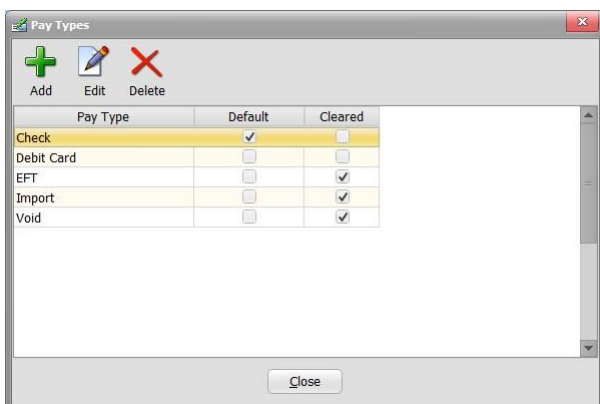 Pay Types
Add Edit Delete
Pay Type Default Cleared
Check
Debit Card
EFT
Import
Void
Close